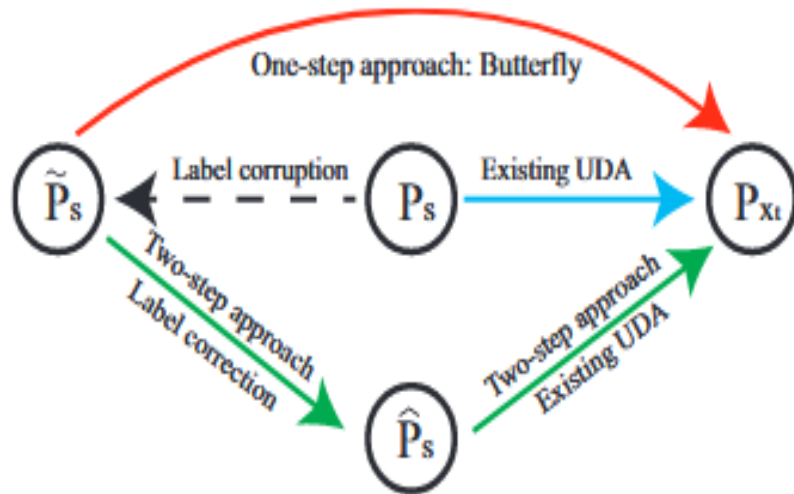 One-step approach: Butterfly
P̃s
Label corruption
Ps
Existing UDA
Pxt
Two-step approach
Label correction
Two-step approach
Existing UDA
P̂s